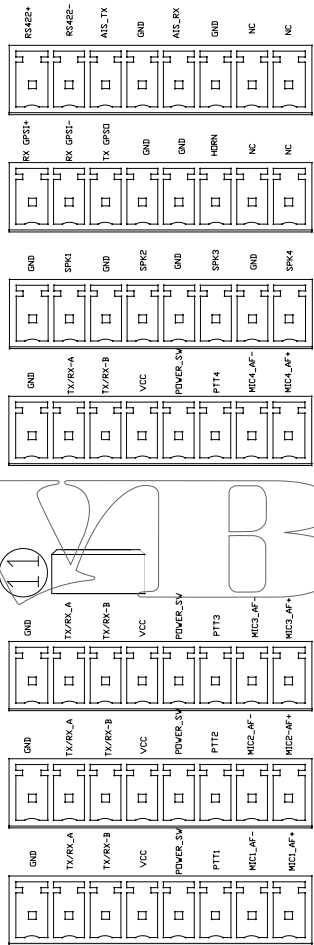 RS422+
RS422-
AIS_TX
GND
AIS_RX
GND
NC
NC
RX GPSI+
RX GPSI-
TX GPSO
GND
GND
HORN
NC
NC
GND
SPK1
GND
SPK2
GND
SPK3
GND
SPK4
GND
TX/RX-A
TX/RX-B
VCC
POWER_SW
PTT4
MIC4_AF-
MIC4_AF+
11
GND
TX/RX_A
TX/RX-B
VCC
POWER_SW
PTT3
MIC3_AF-
MIC3_AF+
GND
TX/RX_A
TX/RX-B
VCC
POWER_SW
PTT2
MIC2_AF-
MIC2-AF+
GND
TX/RX_A
TX/RX-B
VCC
POWER_SW
PTT1
MIC1_AF-
MIC1_AF+